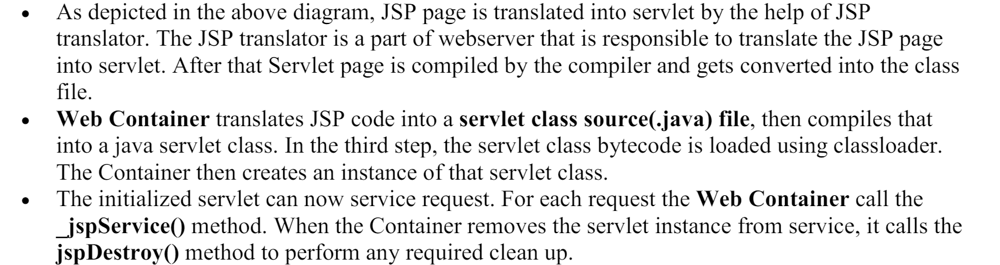 • As depicted in the above diagram, JSP page is translated into servlet by the help of JSP
translator. The JSP translator is a part of webserver that is responsible to translate the JSP page
into servlet. After that Servlet page is compiled by the compiler and gets converted into the class
file.
• Web Container translates JSP code into a servlet class source(.java) file, then compiles that
into a java servlet class. In the third step, the servlet class bytecode is loaded using classloader.
The Container then creates an instance of that servlet class.
• The initialized servlet can now service request. For each request the Web Container call the
_jspService() method. When the Container removes the servlet instance from service, it calls the
jspDestroy() method to perform any required clean up.